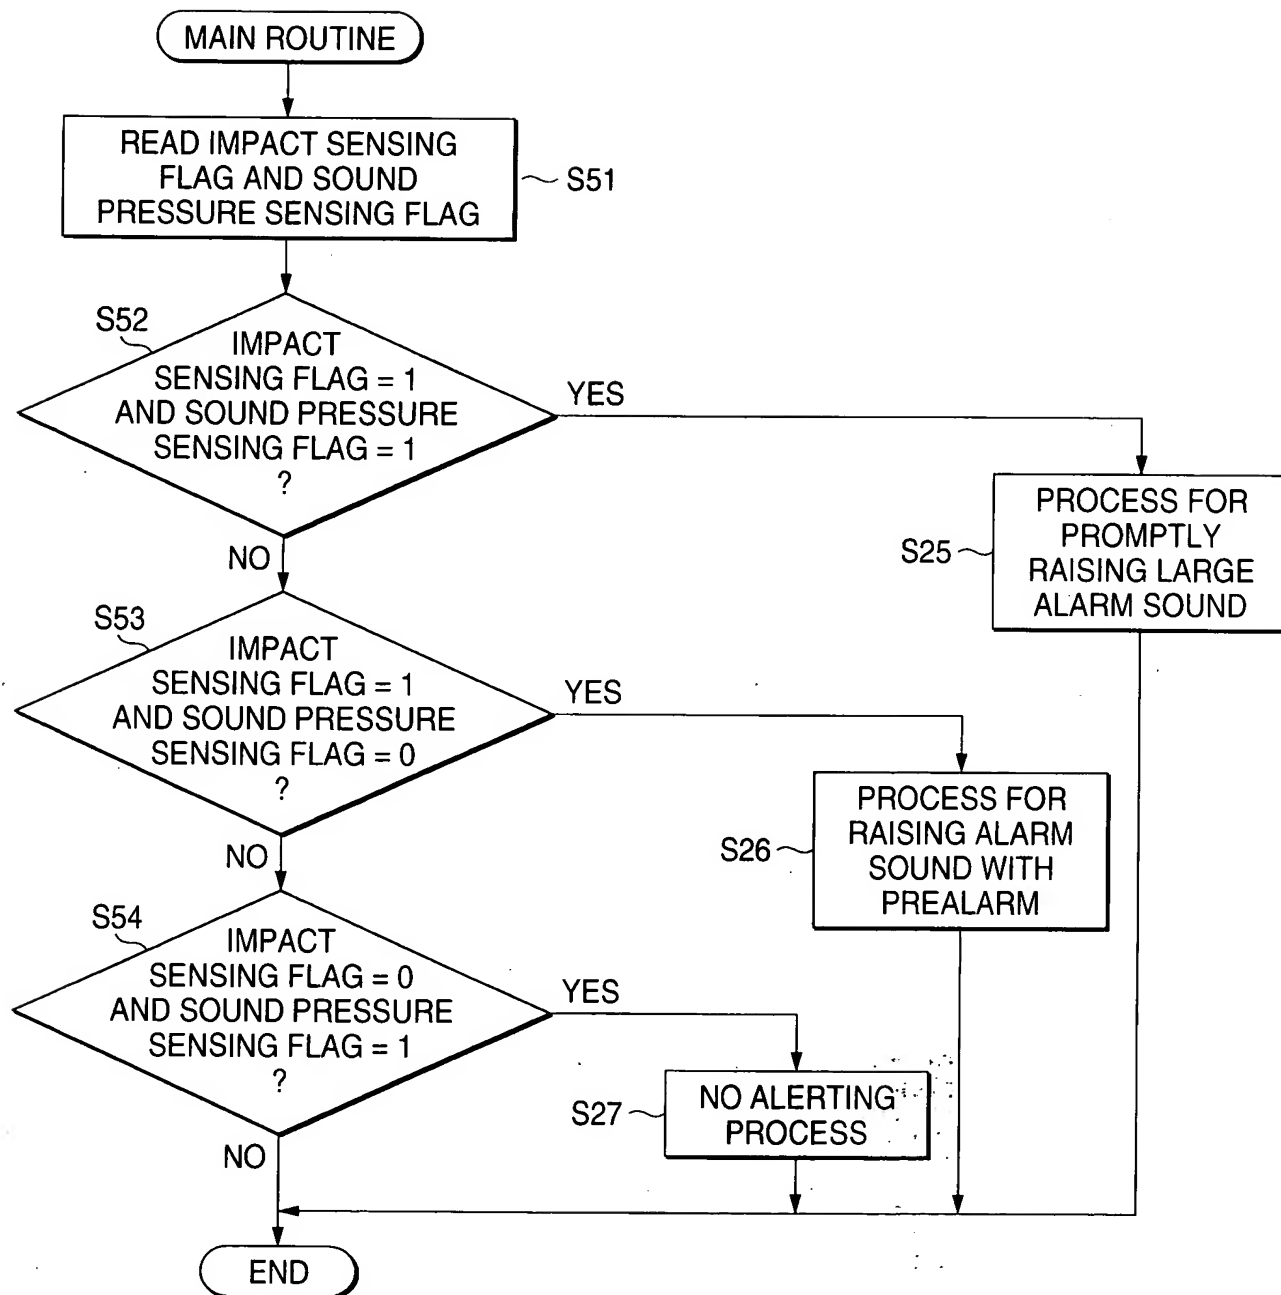 MAIN ROUTINE
READ IMPACT SENSING
FLAG AND SOUND
PRESSURE SENSING FLAG
S51
S52
IMPACT
SENSING FLAG = 1
AND SOUND PRESSURE
SENSING FLAG = 1
?
YES
NO
S25
PROCESS FOR
PROMPTLY
RAISING LARGE
ALARM SOUND
S53
IMPACT
SENSING FLAG = 1
AND SOUND PRESSURE
SENSING FLAG = 0
?
YES
NO
S26
PROCESS FOR
RAISING ALARM
SOUND WITH
PREALARM
S54
IMPACT
SENSING FLAG = 0
AND SOUND PRESSURE
SENSING FLAG = 1
?
YES
NO
S27
NO ALERTING
PROCESS
END